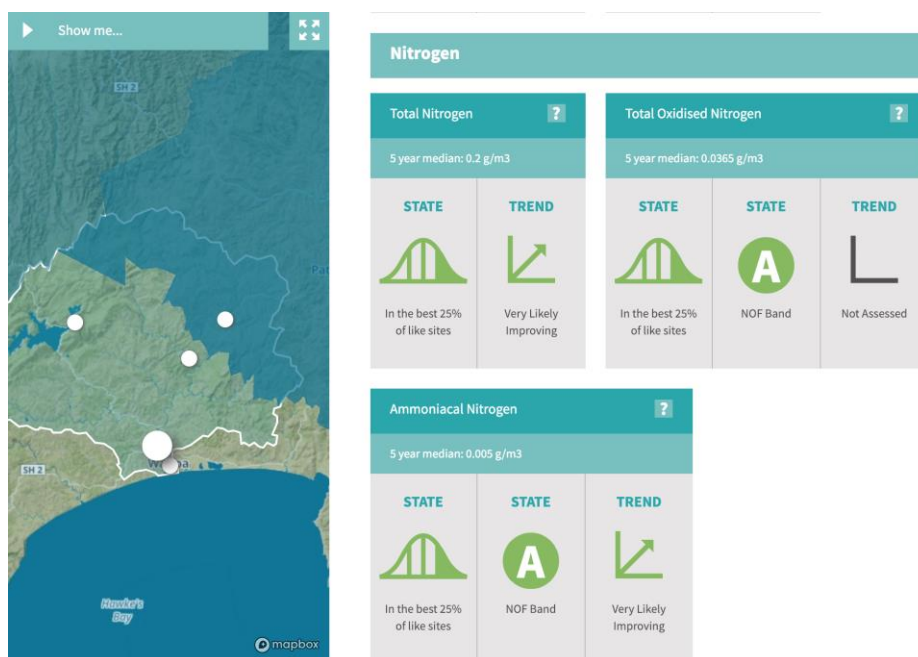 Show me...
SH 2
SH 2
Hawke's
Bay
mapbox
Nitrogen
Total Nitrogen ?
5 year median: 0.2 g/m3
STATE
In the best 25%
of like sites
TREND
Very Likely
Improving
Total Oxidised Nitrogen ?
5 year median: 0.0365 g/m3
STATE
In the best 25%
of like sites
STATE
A
NOF Band
TREND
Not Assessed
Ammoniacal Nitrogen ?
5 year median: 0.005 g/m3
STATE
In the best 25%
of like sites
STATE
A
NOF Band
TREND
Very Likely
Improving